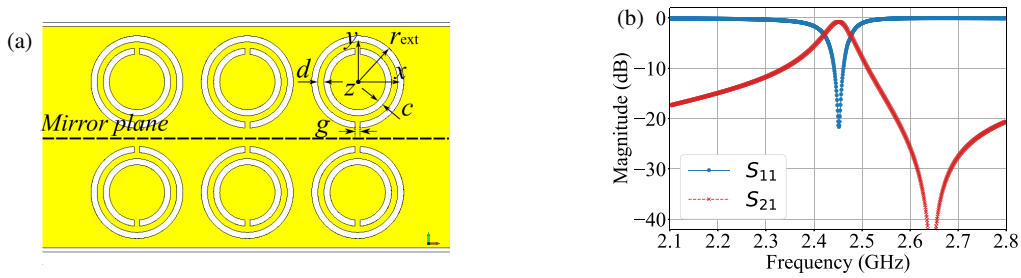 (a)
y
r_ext
d
x
z
c
g
Mirror plane
(b)
0
−10
−20
−30
−40
Magnitude (dB)
S₁₁
S₂₁
2.1 2.2 2.3 2.4 2.5 2.6 2.7 2.8
Frequency (GHz)